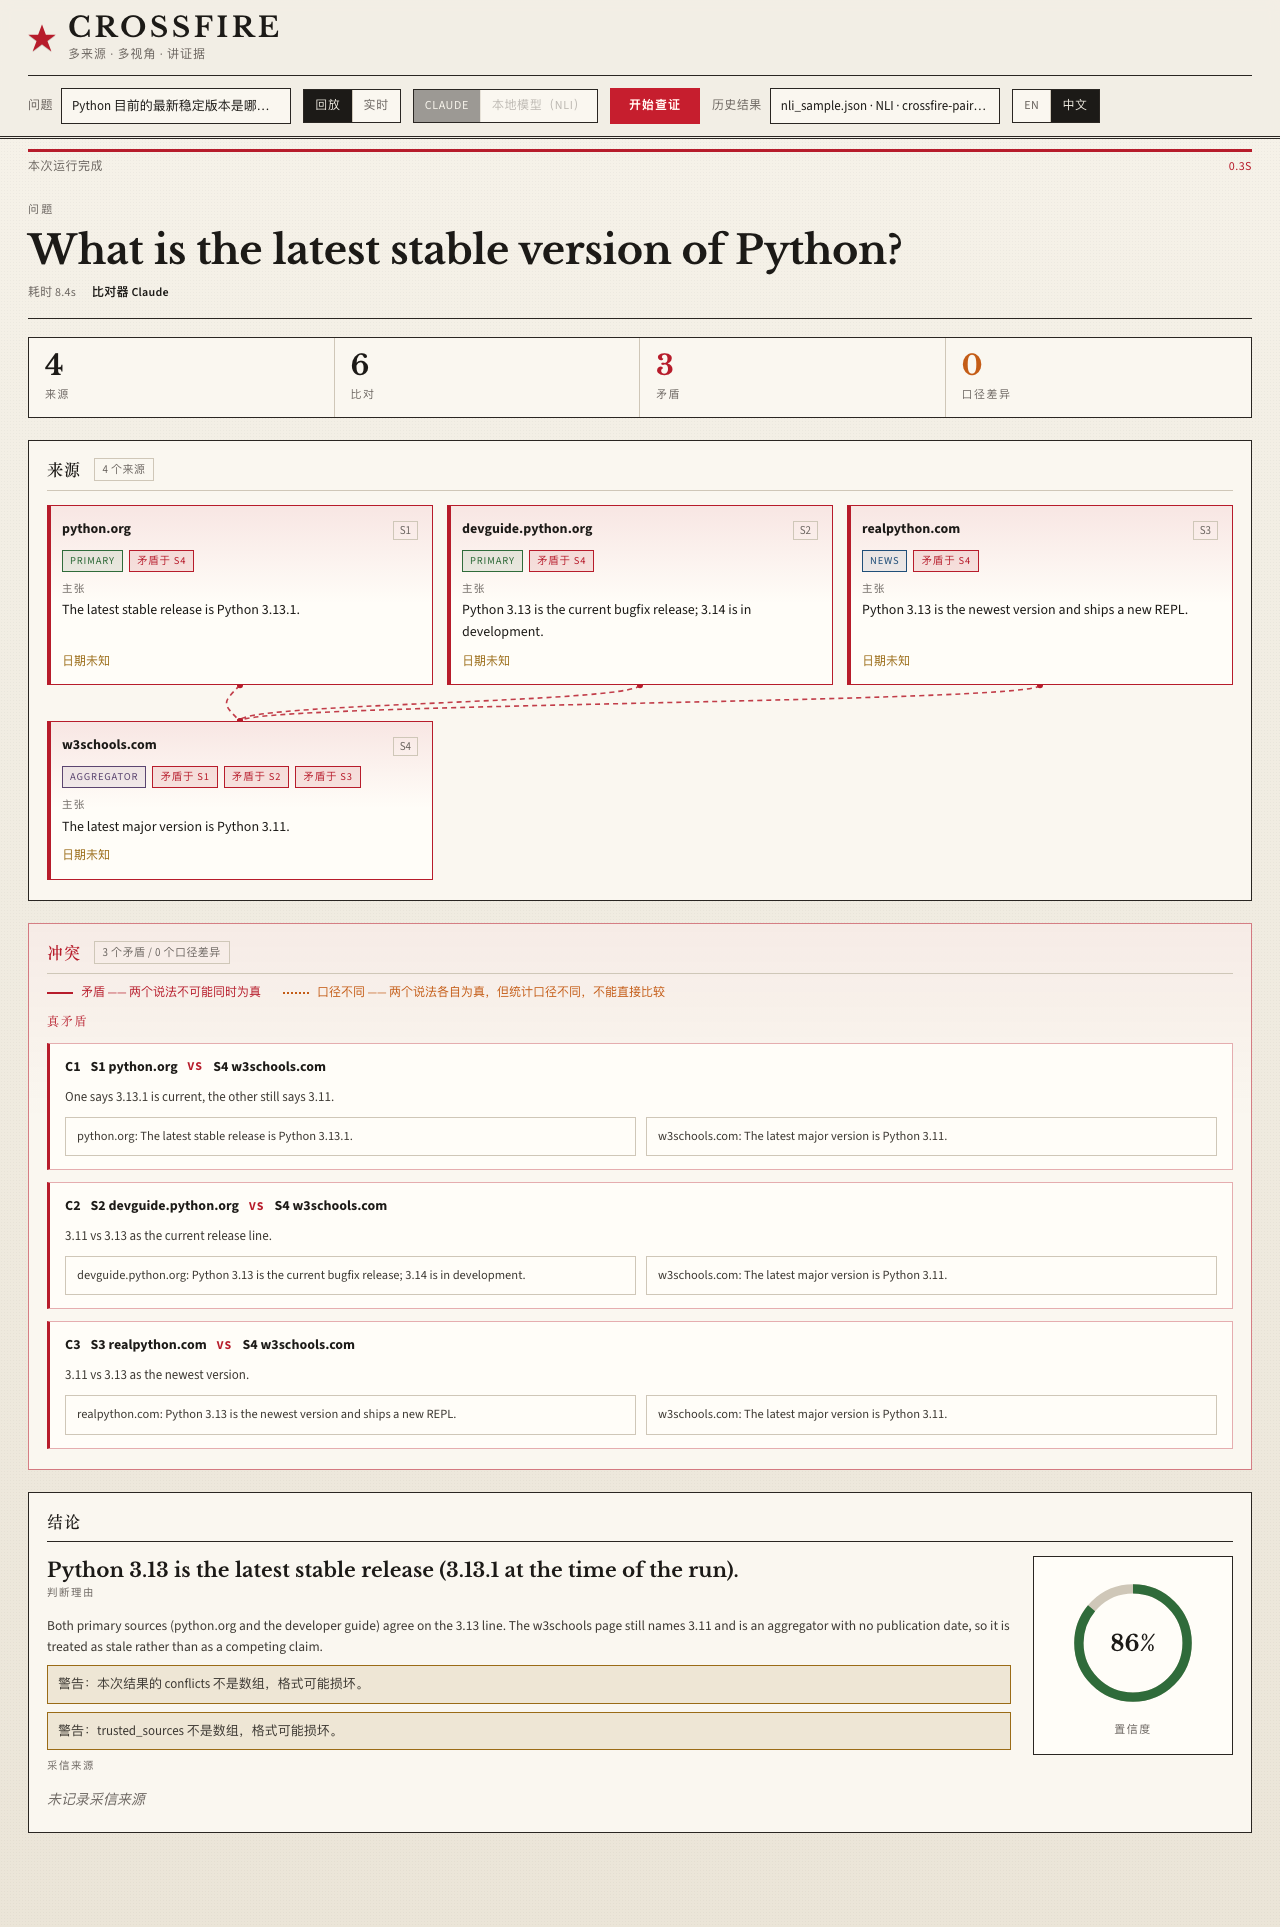 CROSSFIRE
多来源 · 多视角 · 讲证据
问题 Python 目前的最新稳定版本是哪… 回放 实时 CLAUDE 本地模型（NLI） 开始查证 历史结果 nli_sample.json · NLI · crossfire-pair… EN 中文
本次运行完成 0.3S
问题
What is the latest stable version of Python?
耗时 8.4s 比对器 Claude
4 6 3 0
来源 比对 矛盾 口径差异
来源 4 个来源
python.org S1
PRIMARY 矛盾于 S4
主张
The latest stable release is Python 3.13.1.
日期未知
devguide.python.org S2
PRIMARY 矛盾于 S4
主张
Python 3.13 is the current bugfix release; 3.14 is in
development.
日期未知
realpython.com S3
NEWS 矛盾于 S4
主张
Python 3.13 is the newest version and ships a new REPL.
日期未知
w3schools.com S4
AGGREGATOR 矛盾于 S1 矛盾于 S2 矛盾于 S3
主张
The latest major version is Python 3.11.
日期未知
冲突 3 个矛盾 / 0 个口径差异
矛盾 —— 两个说法不可能同时为真 口径不同 —— 两个说法各自为真，但统计口径不同，不能直接比较
真矛盾
C1 S1 python.org VS S4 w3schools.com
One says 3.13.1 is current, the other still says 3.11.
python.org: The latest stable release is Python 3.13.1. w3schools.com: The latest major version is Python 3.11.
C2 S2 devguide.python.org VS S4 w3schools.com
3.11 vs 3.13 as the current release line.
devguide.python.org: Python 3.13 is the current bugfix release; 3.14 is in development. w3schools.com: The latest major version is Python 3.11.
C3 S3 realpython.com VS S4 w3schools.com
3.11 vs 3.13 as the newest version.
realpython.com: Python 3.13 is the newest version and ships a new REPL. w3schools.com: The latest major version is Python 3.11.
结论
Python 3.13 is the latest stable release (3.13.1 at the time of the run).
判断理由
Both primary sources (python.org and the developer guide) agree on the 3.13 line. The w3schools page still names 3.11 and is an aggregator with no publication date, so it is
treated as stale rather than as a competing claim.
警告：本次结果的 conflicts 不是数组，格式可能损坏。
警告：trusted_sources 不是数组，格式可能损坏。
采信来源
未记录采信来源
86%
置信度